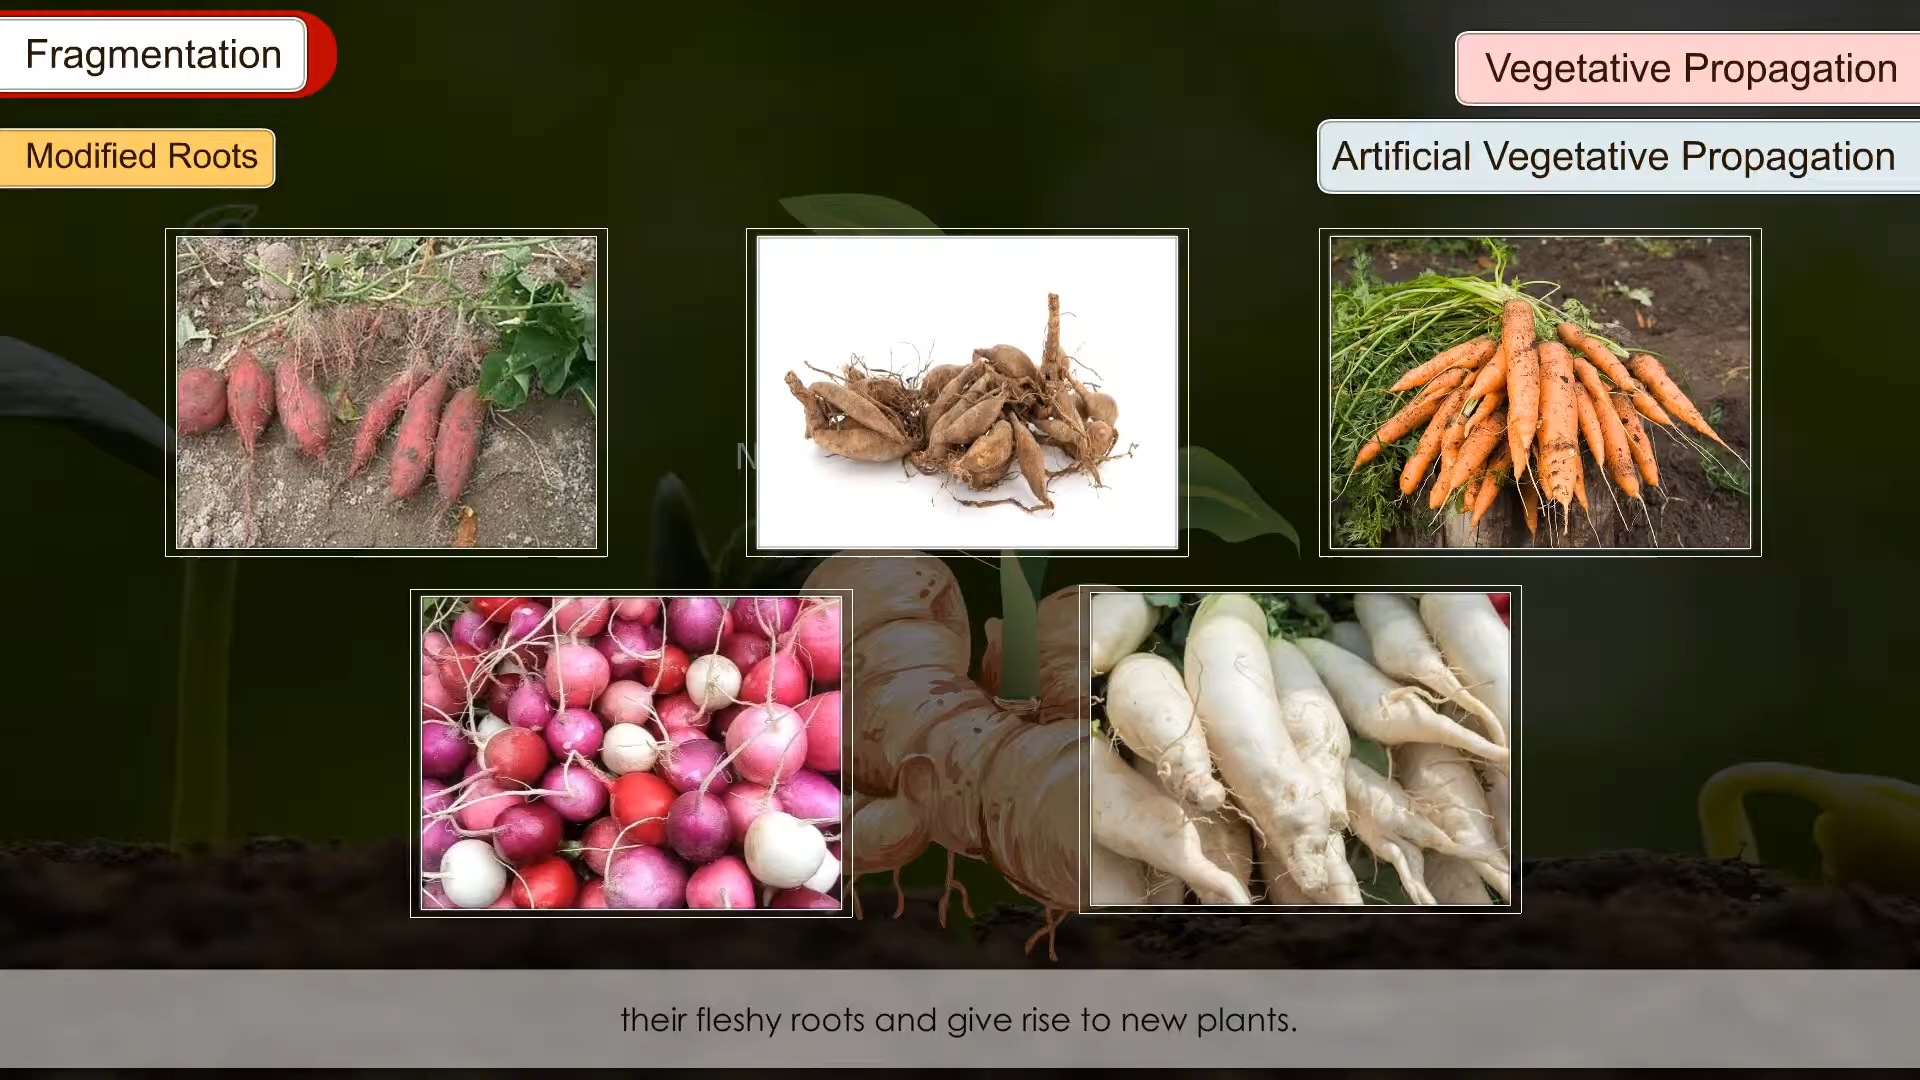 Fragmentation
Vegetative Propagation
Modified Roots
Artificial Vegetative Propagation
N
their fleshy roots and give rise to new plants.